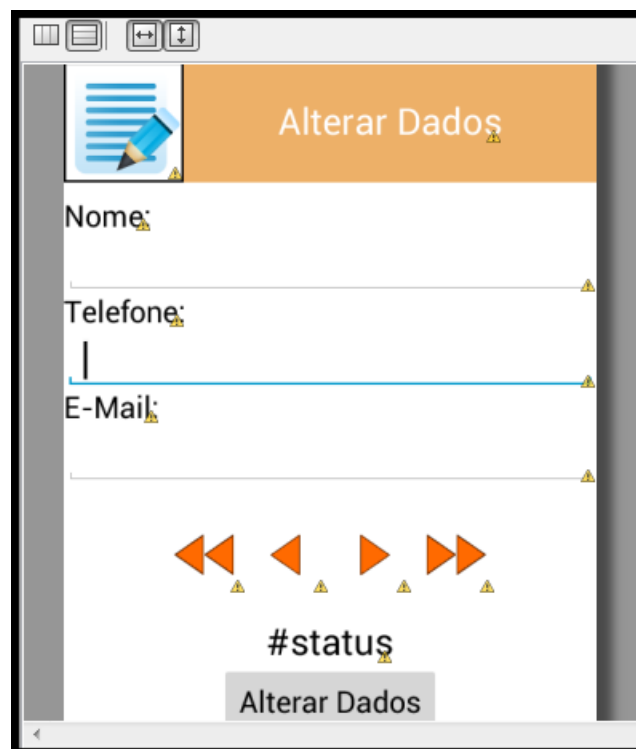 Alterar Dados
Nome:
Telefone:
E-Mail:
#status
Alterar Dados